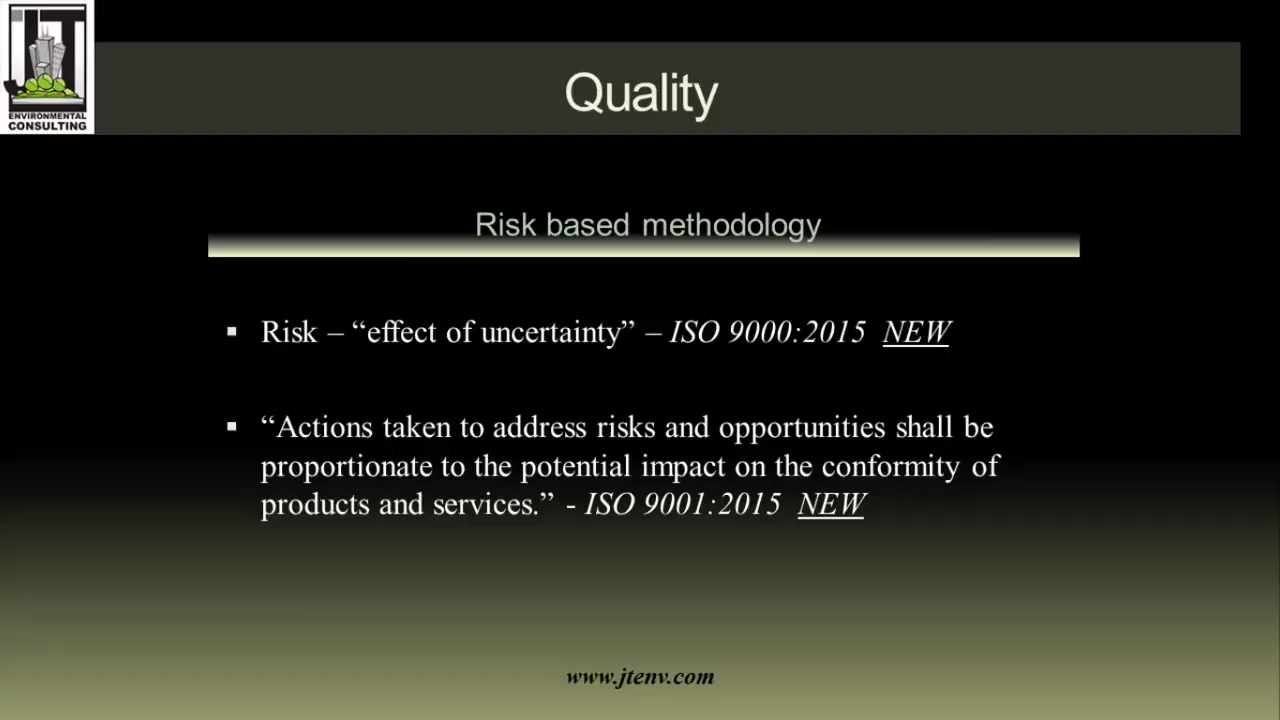 JT
ENVIRONMENTAL
CONSULTING
Quality
Risk based methodology
▪ Risk – “effect of uncertainty” – ISO 9000:2015 NEW
▪ “Actions taken to address risks and opportunities shall be
proportionate to the potential impact on the conformity of
products and services.” - ISO 9001:2015 NEW
www.jtenv.com